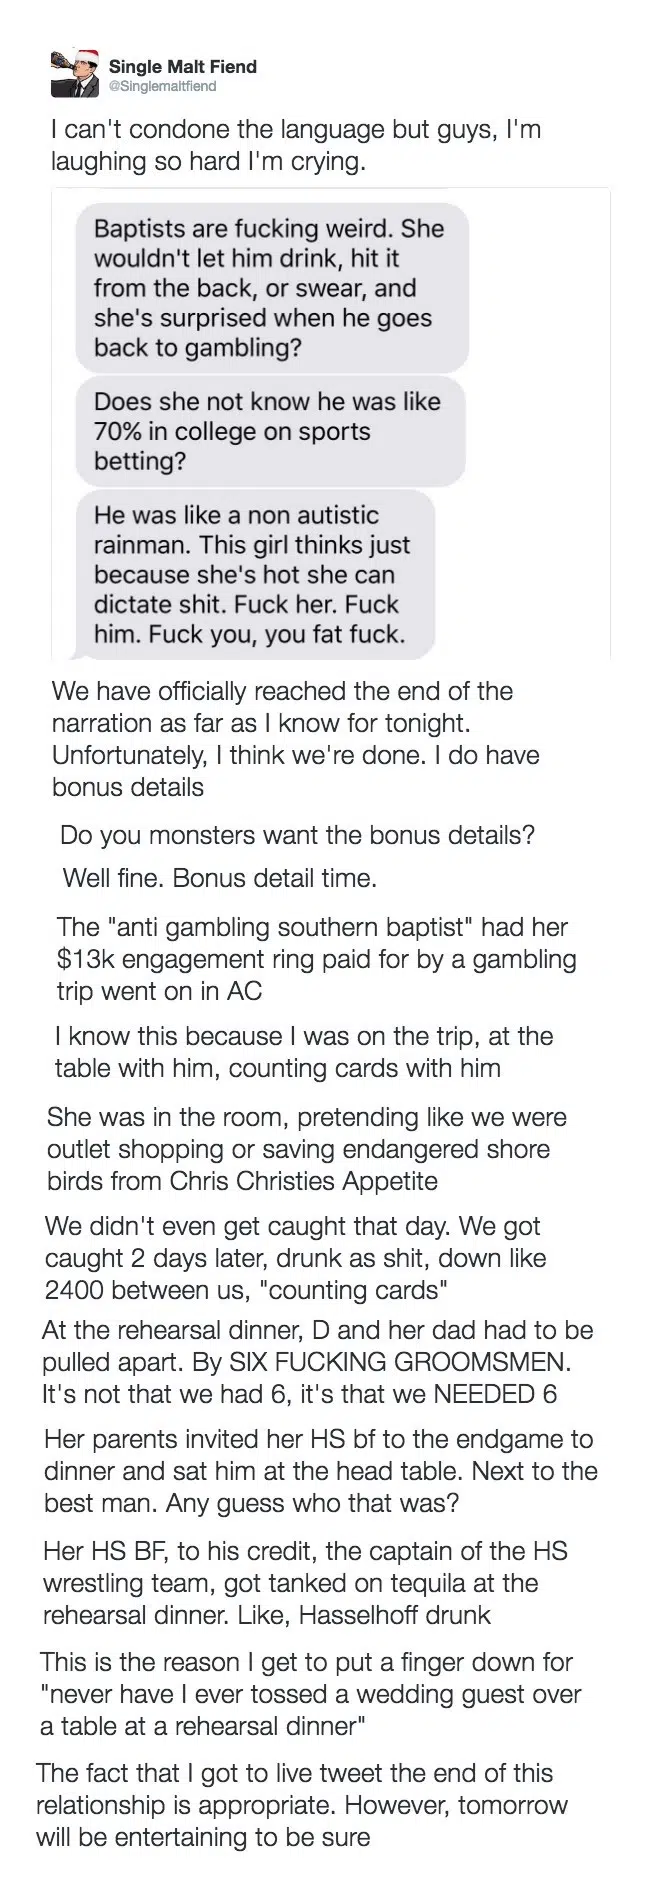 Single Malt Fiend
@Singlemaltfiend
I can't condone the language but guys, I'm
laughing so hard I'm crying.
Baptists are fucking weird. She
wouldn't let him drink, hit it
from the back, or swear, and
she's surprised when he goes
back to gambling?
Does she not know he was like
70% in college on sports
betting?
He was like a non autistic
rainman. This girl thinks just
because she's hot she can
dictate shit. Fuck her. Fuck
him. Fuck you, you fat fuck.
We have officially reached the end of the
narration as far as I know for tonight.
Unfortunately, I think we're done. I do have
bonus details
Do you monsters want the bonus details?
Well fine. Bonus detail time.
The "anti gambling southern baptist" had her
$13k engagement ring paid for by a gambling
trip went on in AC
I know this because I was on the trip, at the
table with him, counting cards with him
She was in the room, pretending like we were
outlet shopping or saving endangered shore
birds from Chris Christies Appetite
We didn't even get caught that day. We got
caught 2 days later, drunk as shit, down like
2400 between us, "counting cards"
At the rehearsal dinner, D and her dad had to be
pulled apart. By SIX FUCKING GROOMSMEN.
It's not that we had 6, it's that we NEEDED 6
Her parents invited her HS bf to the endgame to
dinner and sat him at the head table. Next to the
best man. Any guess who that was?
Her HS BF, to his credit, the captain of the HS
wrestling team, got tanked on tequila at the
rehearsal dinner. Like, Hasselhoff drunk
This is the reason I get to put a finger down for
"never have I ever tossed a wedding guest over
a table at a rehearsal dinner"
The fact that I got to live tweet the end of this
relationship is appropriate. However, tomorrow
will be entertaining to be sure